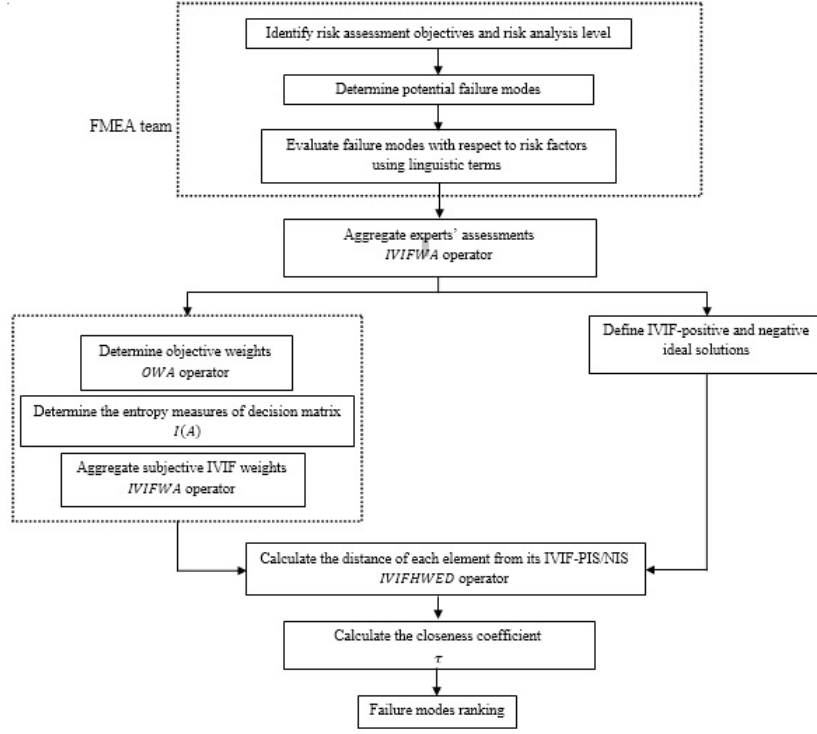 Identify risk assessment objectives and risk analysis level
Determine potential failure modes
FMEA team
Evaluate failure modes with respect to risk factors
using linguistic terms
Aggregate experts' assessments
IVIFWA operator
Determine objective weights
OWA operator
Determine the entropy measures of decision matrix
I(A)
Aggregate subjective IVIF weights
IVIFWA operator
Define IVIF-positive and negative
ideal solutions
Calculate the distance of each element from its IVIF-PIS/NIS
IVIFHWED operator
Calculate the closeness coefficient
τ
Failure modes ranking